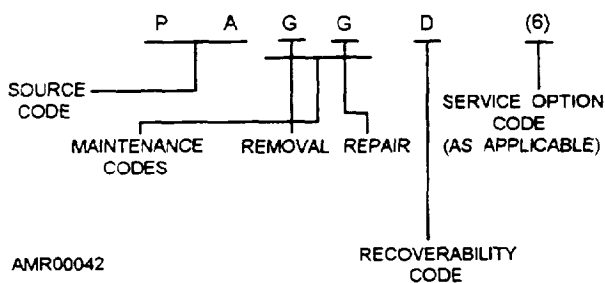 P A G G D (6)
SOURCE
CODE
MAINTENANCE
CODES
REMOVAL REPAIR
SERVICE OPTION
CODE
(AS APPLICABLE)
RECOVERABILITY
CODE
AMR00042